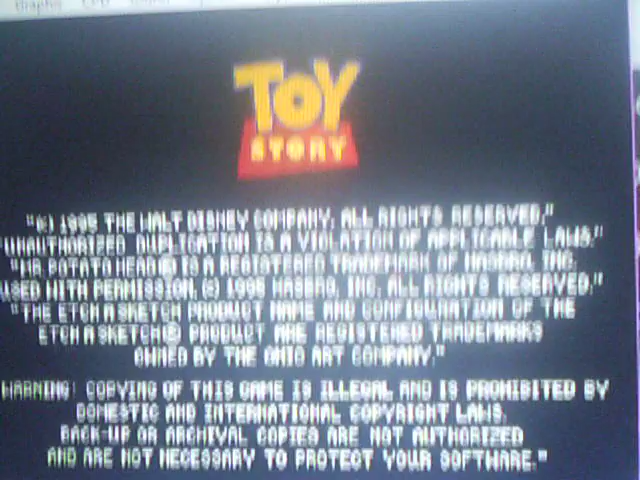 Graphic CPU Sound
TOY
STORY
"(C) 1995 THE WALT DISNEY COMPANY. ALL RIGHTS RESERVED."
"UNAUTHORIZED DUPLICATION IS A VIOLATION OF APPLICABLE LAWS."
"MR.POTATO HEAD® IS A REGISTERED TRADEMARK OF HASBRO, INC.
USED WITH PERMISSION.(C) 1995 HASBRO, INC. ALL RIGHTS RESERVED."
"THE ETCH A SKETCH PRODUCT NAME AND CONFIGURATION OF THE
ETCH A SKETCH® PRODUCT ARE REGISTERED TRADEMARKS
OWNED BY THE OHIO ART COMPANY."
WARNING: COPYING OF THIS GAME IS ILLEGAL AND IS PROHIBITED BY
DOMESTIC AND INTERNATIONAL COPYRIGHT LAWS.
BACK-UP OR ARCHIVAL COPIES ARE NOT AUTHORIZED
AND ARE NOT NECESSARY TO PROTECT YOUR SOFTWARE."